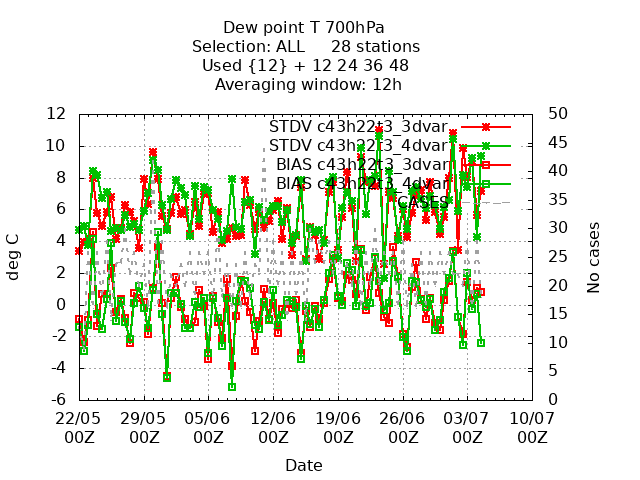 Dew point T 700hPa
Selection: ALL     28 stations
Used {12} + 12 24 36 48
Averaging window: 12h
STDV c43h22t3_3dvar
STDV c43h22t3_4dvar
BIAS c43h22t3_3dvar
BIAS c43h22t3_4dvar
CASES
deg C
12
10
8
6
4
2
0
-2
-4
-6
No cases
50
45
40
35
30
25
20
15
10
5
0
22/05 29/05 05/06 12/06 19/06 26/06 03/07 10/07
00Z 00Z 00Z 00Z 00Z 00Z 00Z 00Z
Date